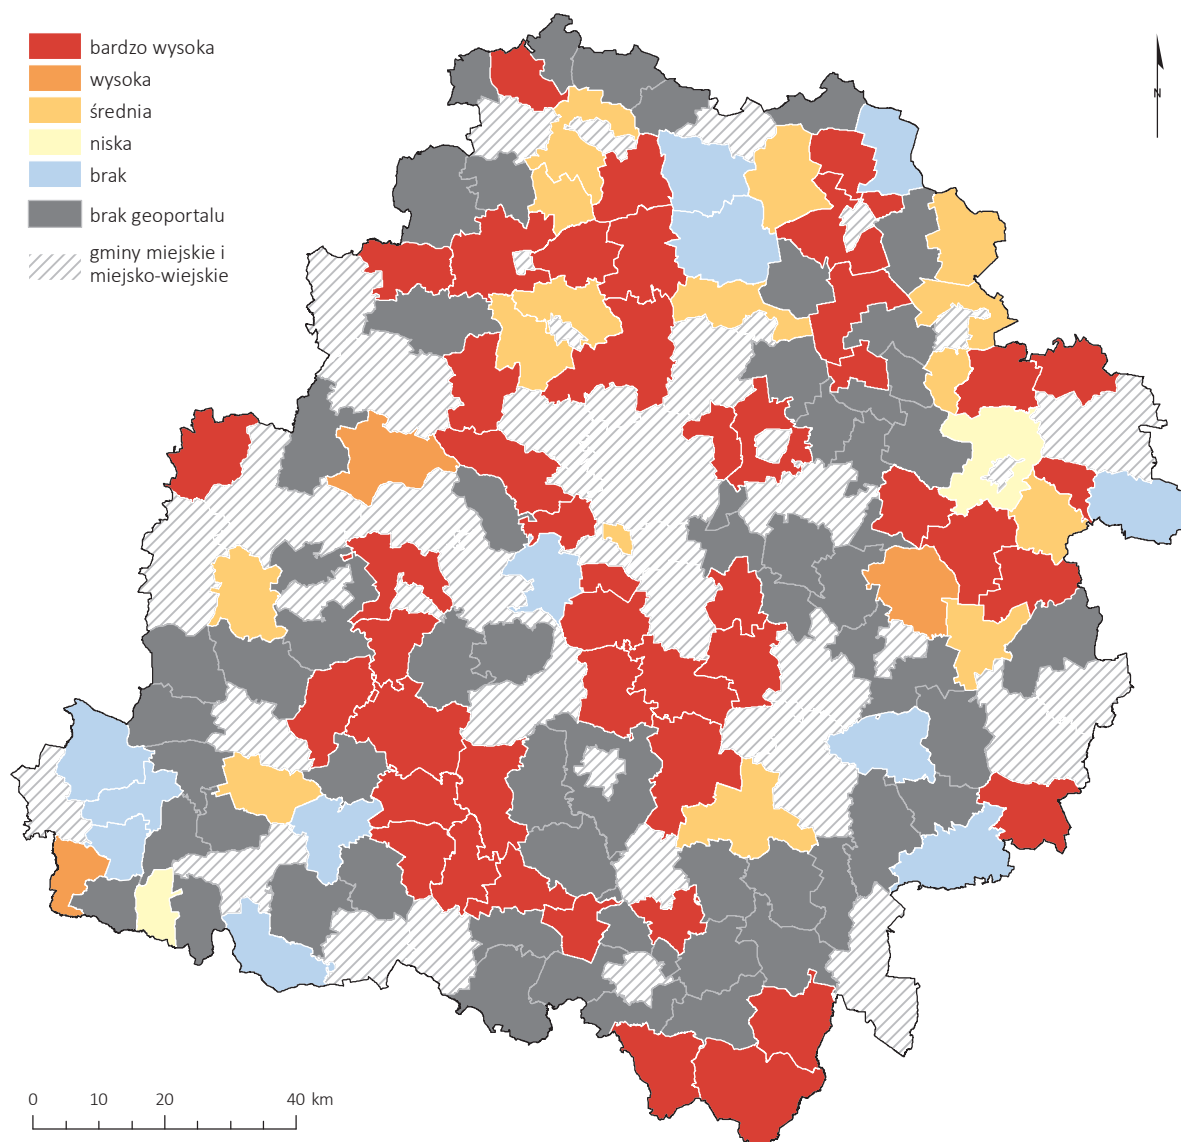 bardzo wysoka
wysoka
średnia
niska
brak
brak geoportalu
gminy miejskie i
miejsko-wiejskie
N
0 10 20 40 km